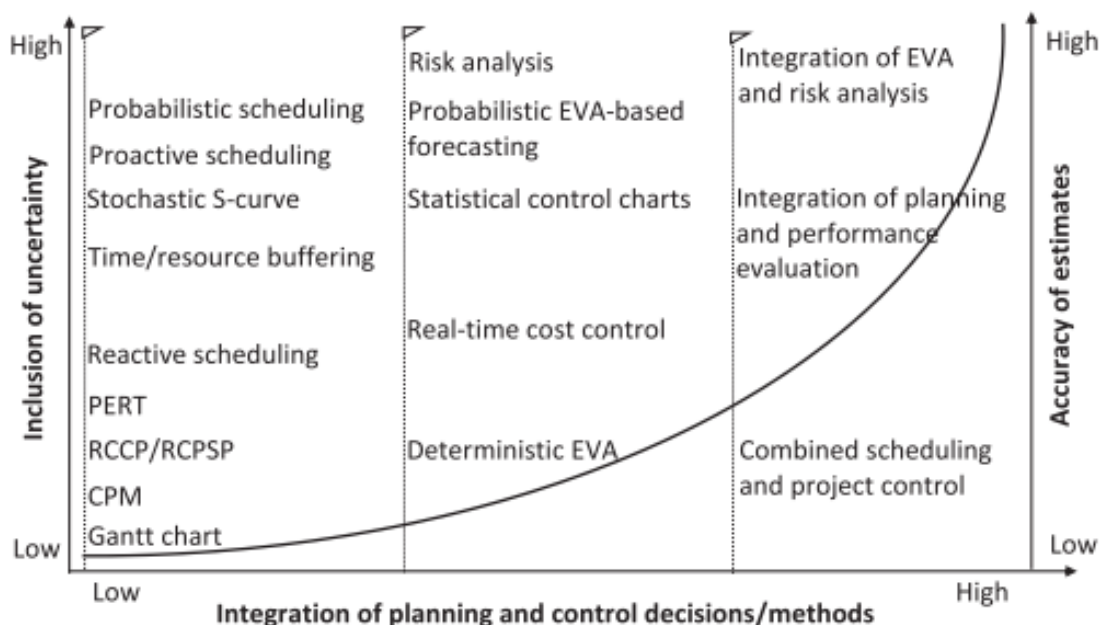 High
Inclusion of uncertainty
Low
Probabilistic scheduling
Proactive scheduling
Stochastic S-curve
Time/resource buffering
Reactive scheduling
PERT
RCCP/RCPSP
CPM
Gantt chart
Risk analysis
Probabilistic EVA-based
forecasting
Statistical control charts
Real-time cost control
Deterministic EVA
Integration of EVA
and risk analysis
Integration of planning
and performance
evaluation
Combined scheduling
and project control
High
Accuracy of estimates
Low
Low
High
Integration of planning and control decisions/methods